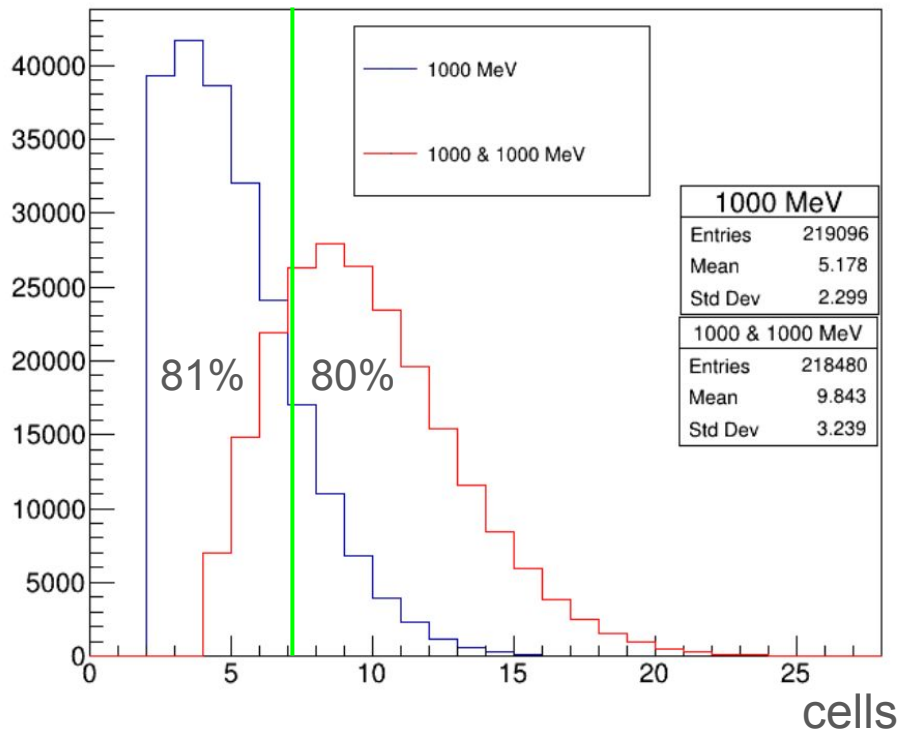 40000
35000
30000
25000
20000
15000
10000
5000
0
1000 MeV
1000 & 1000 MeV
1000 MeV
Entries 219096
Mean 5.178
Std Dev 2.299
1000 & 1000 MeV
Entries 218480
Mean 9.843
Std Dev 3.239
81% 80%
0 5 10 15 20 25
cells